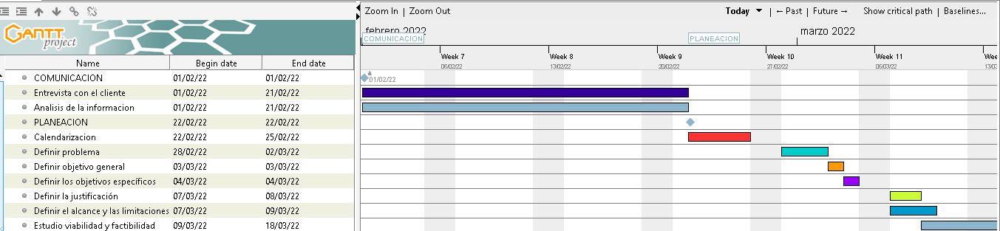 Zoom In | Zoom Out
Today | ← Past | Future → Show critical path | Baselines...
GANTT
project
febrero 2022
marzo 2022
COMUNICACION
PLANEACION
Week 7
Week 8
Week 9
Week 10
Week 11
06/02/22
13/02/22
20/02/22
27/02/22
06/03/22
Name Begin date End date
COMUNICACION 01/02/22 01/02/22
01/02/22
Entrevista con el cliente 01/02/22 21/02/22
Analisis de la informacion 01/02/22 21/02/22
PLANEACION 22/02/22 22/02/22
Calendarizacion 22/02/22 25/02/22
Definir problema 28/02/22 02/03/22
Definir objetivo general 03/03/22 03/03/22
Definir los objetivos específicos 04/03/22 04/03/22
Definir la justificación 07/03/22 08/03/22
Definir el alcance y las limitaciones 07/03/22 09/03/22
Estudio viabilidad y factibilidad 09/03/22 18/03/22